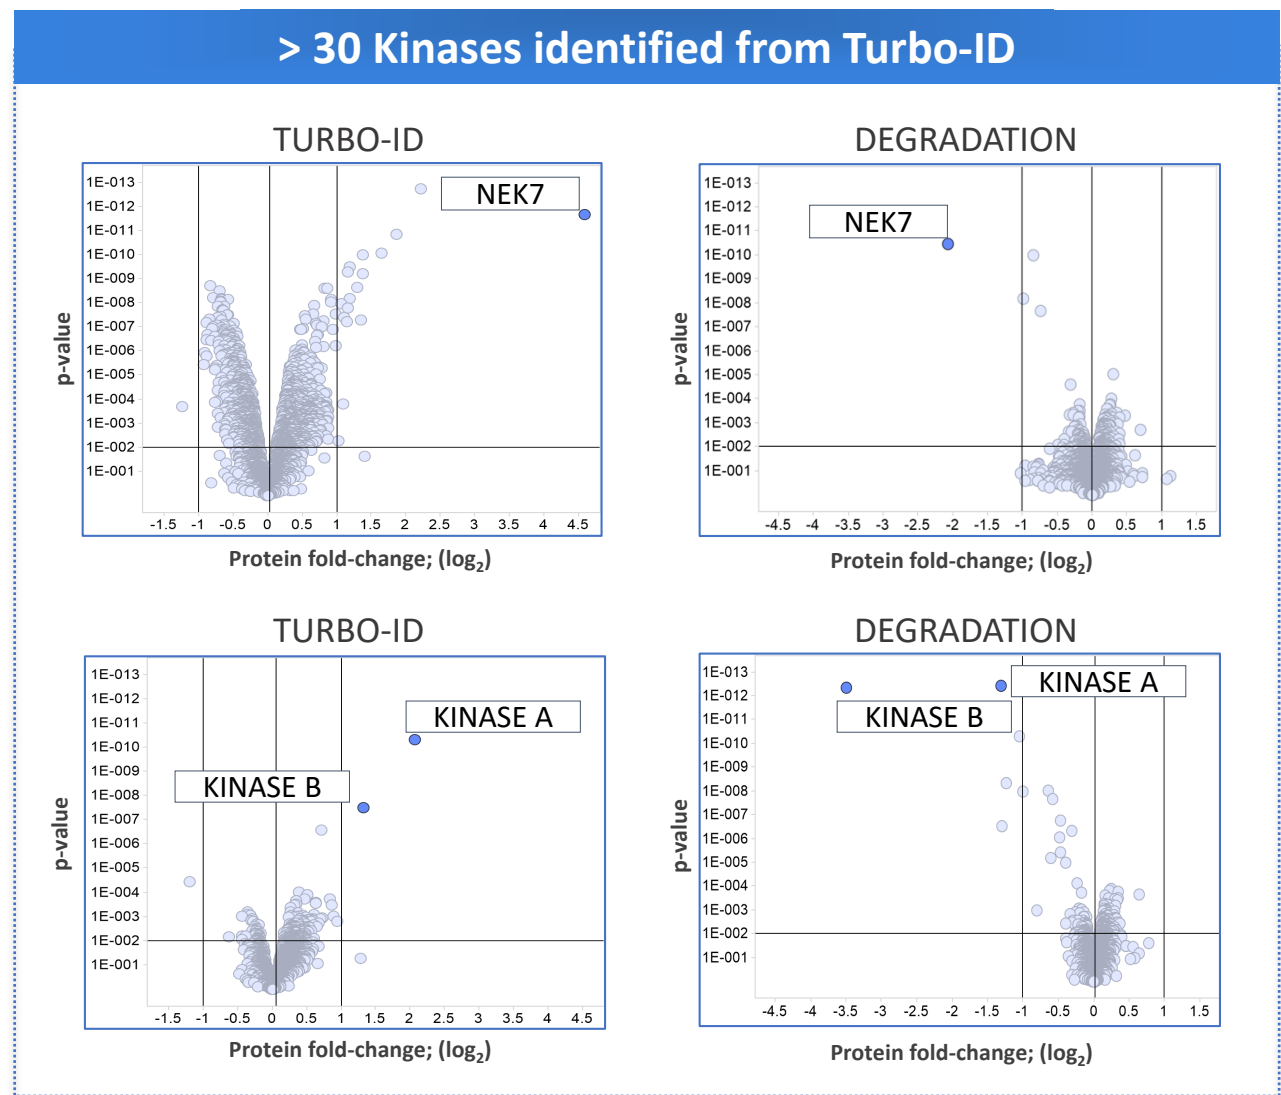 > 30 Kinases identified from Turbo-ID
TURBO-ID
1E-013
1E-012
1E-011
1E-010
1E-009
1E-008
1E-007
1E-006
1E-005
1E-004
1E-003
1E-002
1E-001
p-value
NEK7
-1.5 -1 -0.5 0 0.5 1 1.5 2 2.5 3 3.5 4 4.5
Protein fold-change; (log2)
DEGRADATION
1E-013
1E-012
1E-011
1E-010
1E-009
1E-008
1E-007
1E-006
1E-005
1E-004
1E-003
1E-002
1E-001
p-value
NEK7
-4.5 -4 -3.5 -3 -2.5 -2 -1.5 -1 -0.5 0 0.5 1 1.5
Protein fold-change; (log2)
TURBO-ID
1E-013
1E-012
1E-011
1E-010
1E-009
1E-008
1E-007
1E-006
1E-005
1E-004
1E-003
1E-002
1E-001
p-value
KINASE A
KINASE B
-1.5 -1 -0.5 0 0.5 1 1.5 2 2.5 3 3.5 4 4.5
Protein fold-change; (log2)
DEGRADATION
1E-013
1E-012
1E-011
1E-010
1E-009
1E-008
1E-007
1E-006
1E-005
1E-004
1E-003
1E-002
1E-001
p-value
KINASE A
KINASE B
-4.5 -4 -3.5 -3 -2.5 -2 -1.5 -1 -0.5 0 0.5 1 1.5
Protein fold-change; (log2)